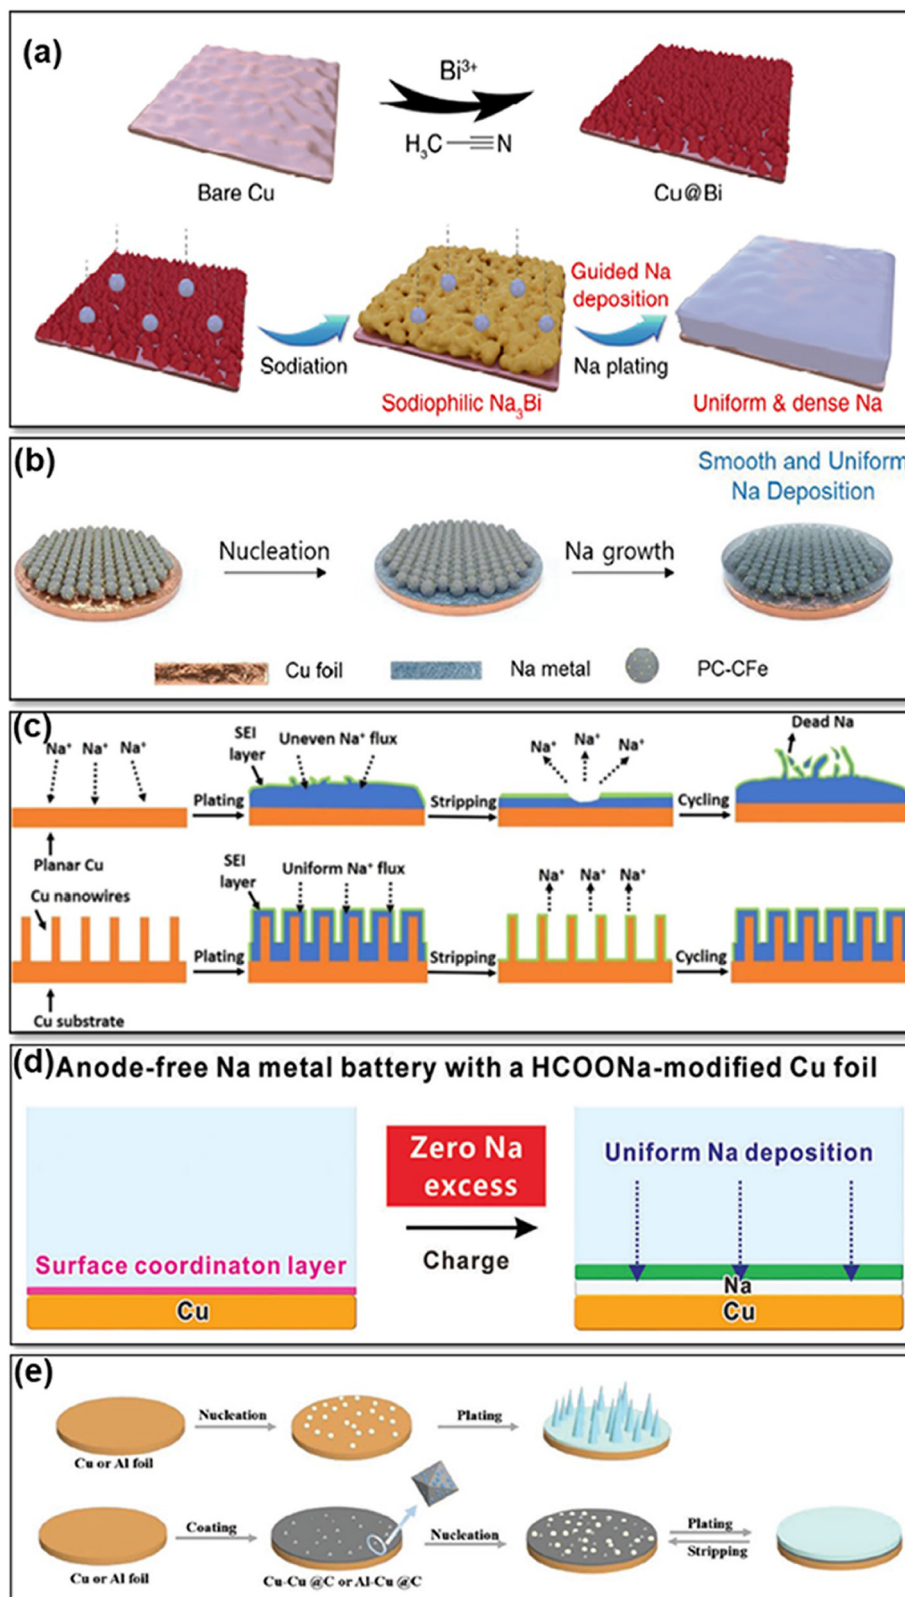 (a)
Bi³⁺
H₃C N
Bare Cu
Cu@Bi
Guided Na
deposition
Sodiation
Na plating
Sodiophilic Na₃Bi
Uniform & dense Na
(b)
Smooth and Uniform
Na Deposition
Nucleation
Na growth
Cu foil
Na metal
PC-CFe
(c)
Na⁺ Na⁺ Na⁺
SEI
layer
Uneven Na⁺ flux
Na⁺ Na⁺ Na⁺
Dead Na
Plating
Stripping
Cycling
Planar Cu
Cu nanowires
SEI
layer
Uniform Na⁺ flux
Na⁺ Na⁺ Na⁺
Plating
Stripping
Cycling
Cu substrate
(d) Anode-free Na metal battery with a HCOONa-modified Cu foil
Zero Na
excess
Charge
Surface coordinaton layer
Cu
Uniform Na deposition
Na
Cu
(e)
Nucleation
Plating
Cu or Al foil
Coating
Nucleation
Plating
Stripping
Cu or Al foil
Cu-Cu@C or Al-Cu@C